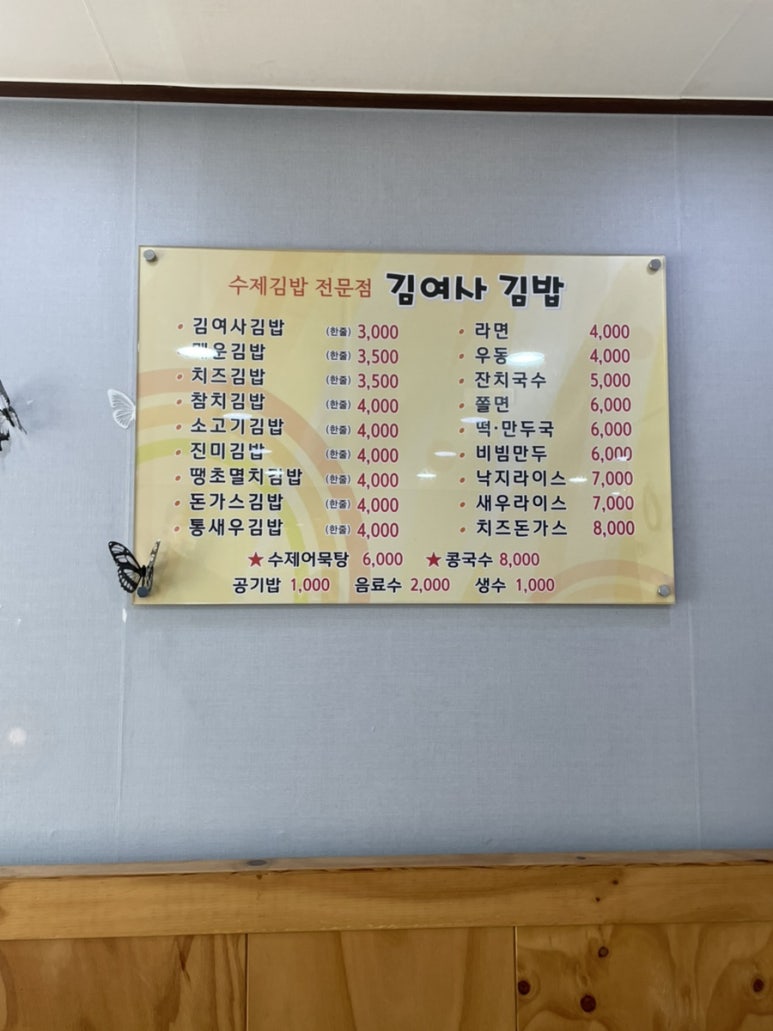 수제김밥 전문점 김여사 김밥
• 김여사김밥 (한줄) 3,000
• 매운김밥 (한줄) 3,500
• 치즈김밥 (한줄) 3,500
• 참치김밥 (한줄) 4,000
• 소고기김밥 (한줄) 4,000
• 진미김밥 (한줄) 4,000
• 땡초멸치김밥 (한줄) 4,000
• 돈가스김밥 (한줄) 4,000
• 통새우김밥 (한줄) 4,000
• 라면 4,000
• 우동 4,000
• 잔치국수 5,000
• 쫄면 6,000
• 떡·만두국 6,000
• 비빔만두 6,000
• 낙지라이스 7,000
• 새우라이스 7,000
• 치즈돈가스 8,000
★ 수제어묵탕 6,000 ★ 콩국수 8,000
공기밥 1,000 음료수 2,000 생수 1,000